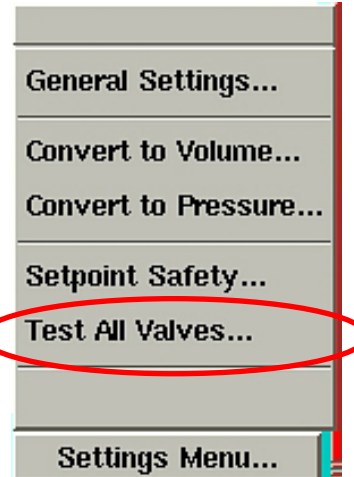 General Settings...
Convert to Volume...
Convert to Pressure...
Setpoint Safety...
Test All Valves...
Settings Menu...